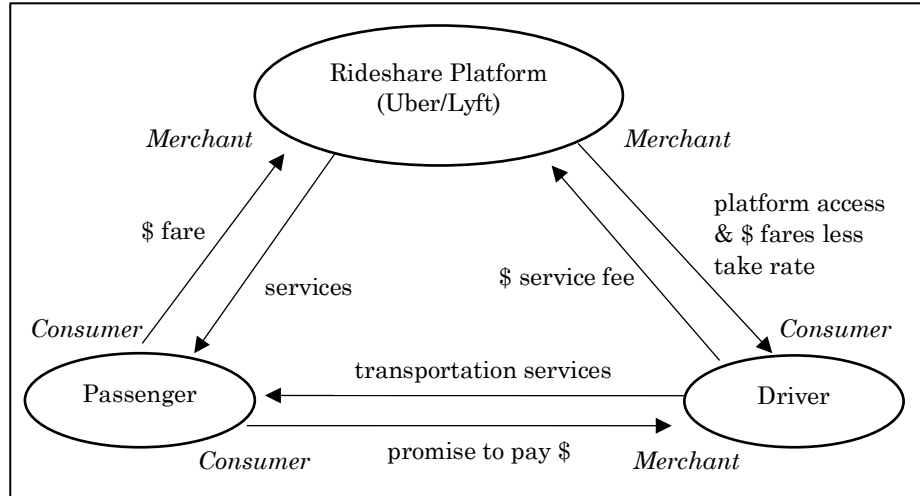 Rideshare Platform
(Uber/Lyft)
Merchant
Merchant
$ fare
platform access
& $ fares less
take rate
services
$ service fee
Consumer
Consumer
Passenger
transportation services
Driver
Consumer
promise to pay $
Merchant